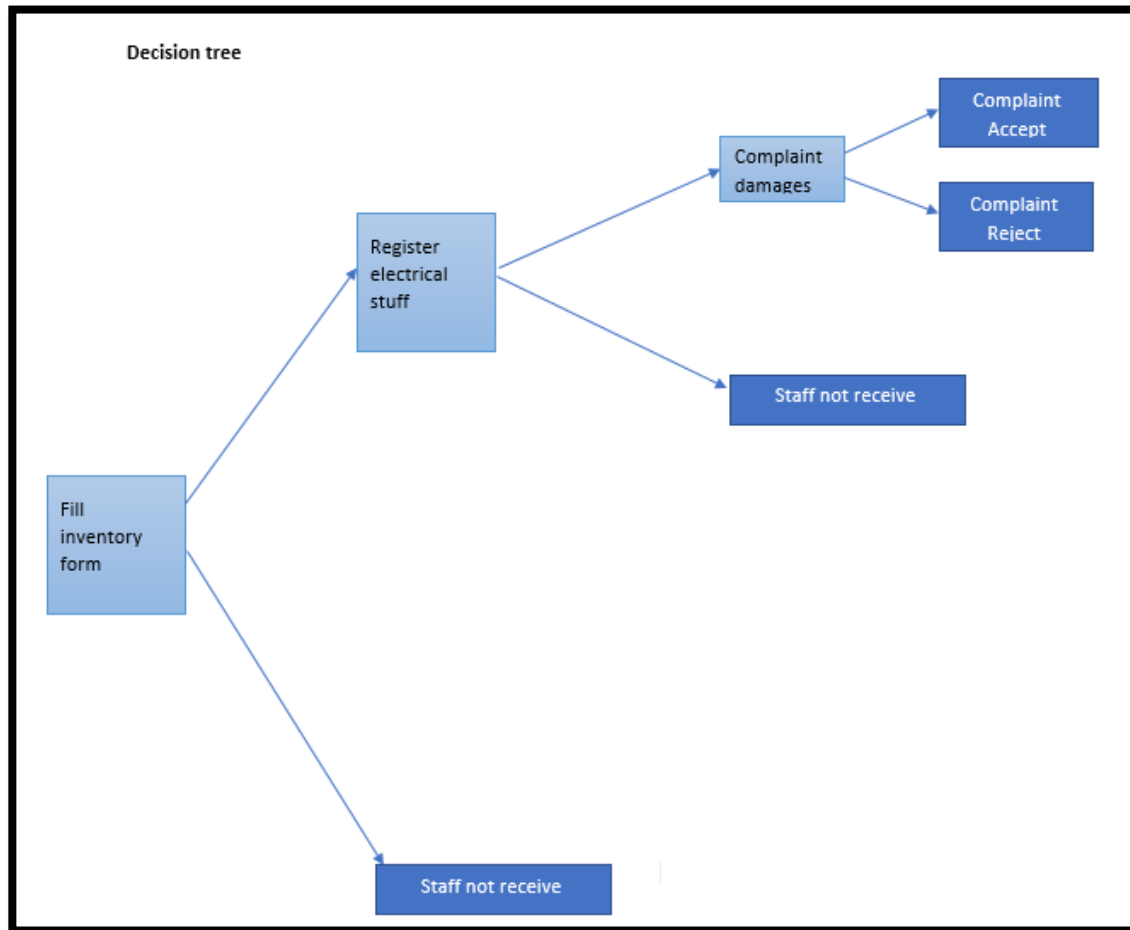 Decision tree
Complaint
Accept
Complaint
damages
Complaint
Reject
Register
electrical
stuff
Staff not receive
Fill
inventory
form
Staff not receive